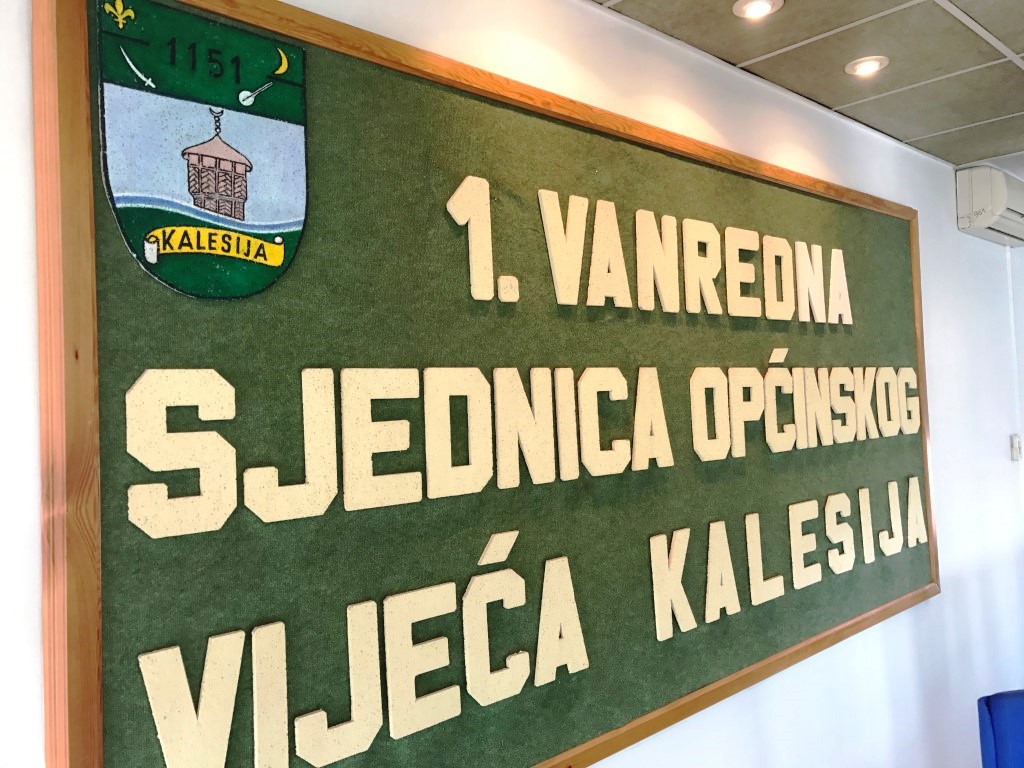 1151
KALESIJA
1. VANREDNA
SJEDNICA OPĆINSKOG
VIJEĆA KALESIJA